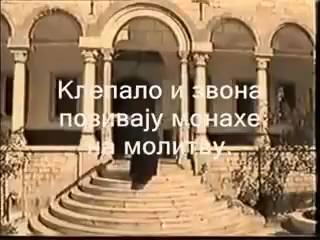 Клепало и звона
позивају монахе
на молитву.